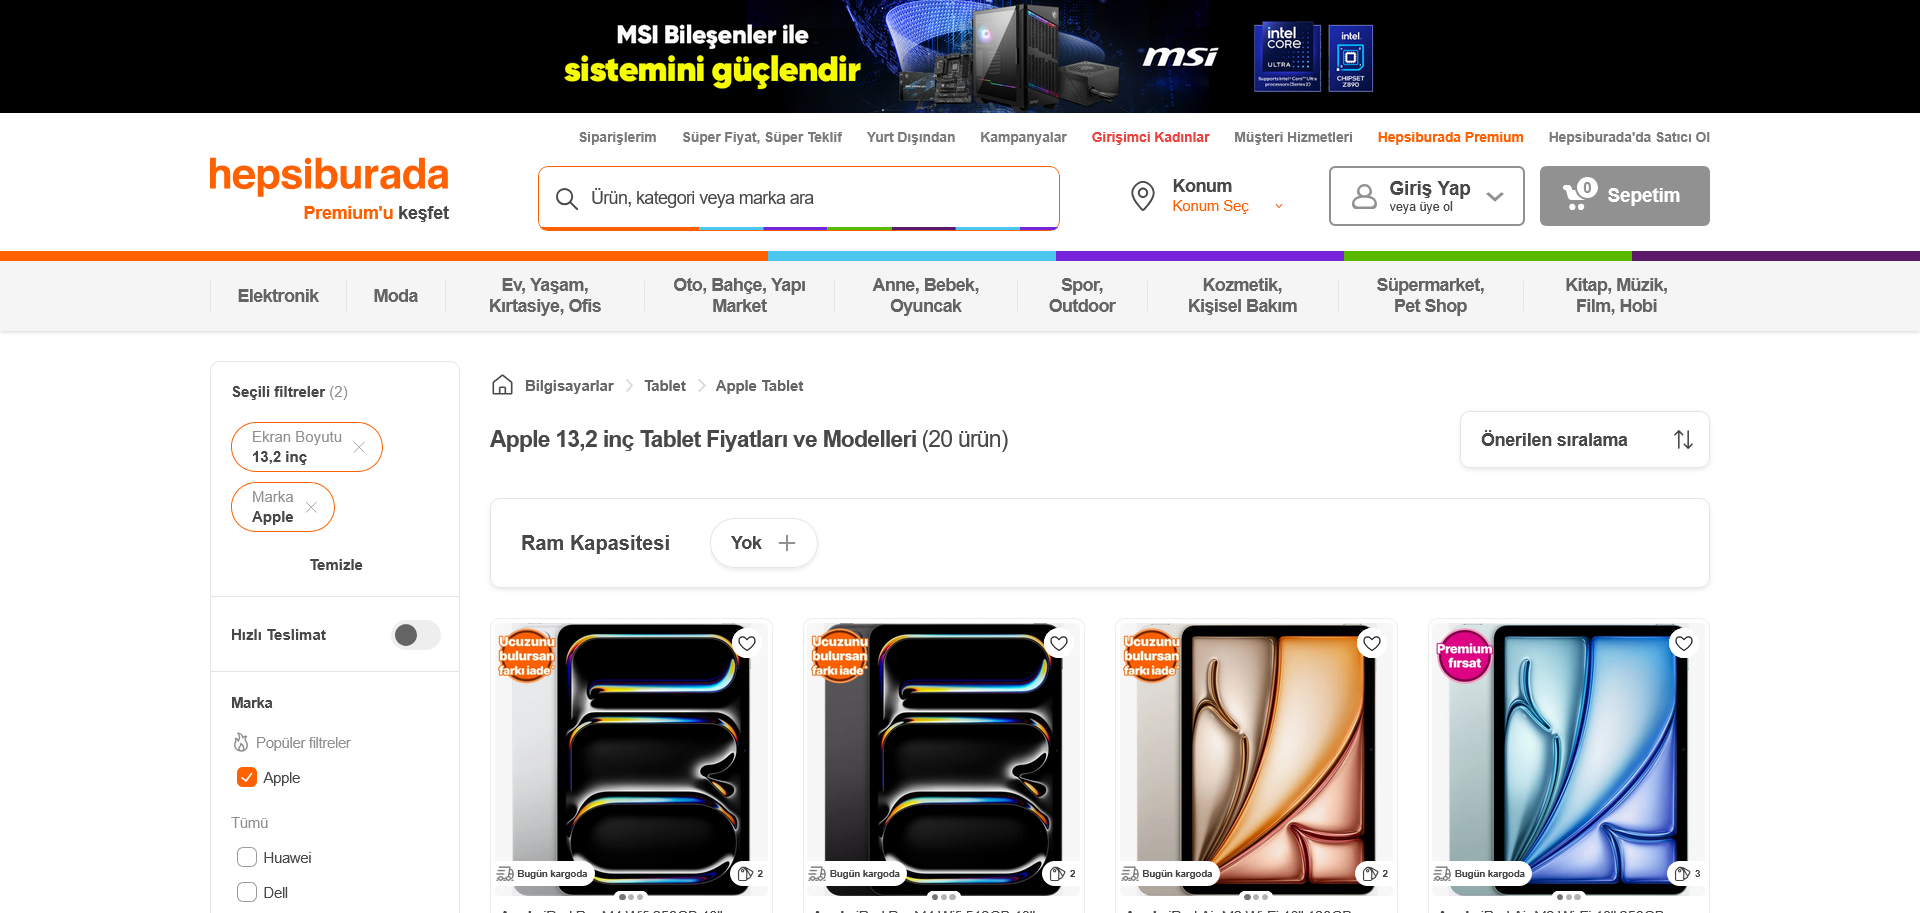 MSI Bileşenler ile
sistemini güçlendir
msi
intel
CORE
ULTRA
Supports Intel® Core™ Ultra
processors (Series 2)
intel.
CHIPSET
Z890
Siparişlerim
Süper Fiyat, Süper Teklif
Yurt Dışından
Kampanyalar
Girişimci Kadınlar
Müşteri Hizmetleri
Hepsiburada Premium
Hepsiburada'da Satıcı Ol
hepsiburada
Premium'u keşfet
Ürün, kategori veya marka ara
Konum
Konum Seç
Giriş Yap
veya üye ol
0
Sepetim
Elektronik
Moda
Ev, Yaşam,
Kırtasiye, Ofis
Oto, Bahçe, Yapı
Market
Anne, Bebek,
Oyuncak
Spor,
Outdoor
Kozmetik,
Kişisel Bakım
Süpermarket,
Pet Shop
Kitap, Müzik,
Film, Hobi
Seçili filtreler (2)
Ekran Boyutu
13,2 inç
Marka
Apple
Temizle
Hızlı Teslimat
Marka
Popüler filtreler
Apple
Tümü
Huawei
Dell
Bilgisayarlar
Tablet
Apple Tablet
Apple 13,2 inç Tablet Fiyatları ve Modelleri (20 ürün)
Önerilen sıralama
Ram Kapasitesi
Yok
Ucuzunu
bulursan
farkı iade
Bugün kargoda
2
Ucuzunu
bulursan
farkı iade
Bugün kargoda
2
Ucuzunu
bulursan
farkı iade
Bugün kargoda
2
Premium
fırsat
Bugün kargoda
3